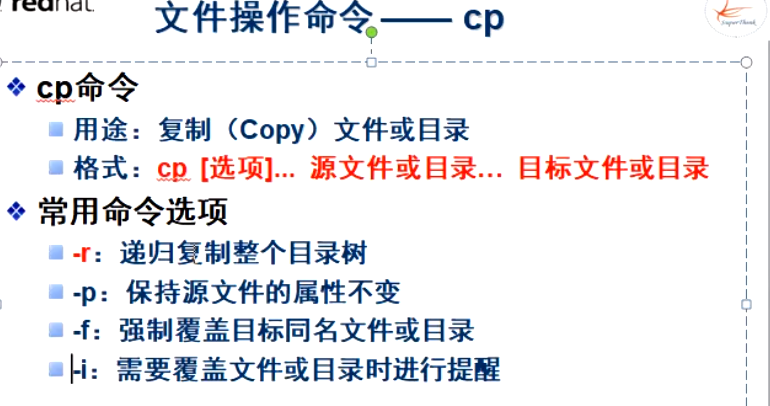 redhat.
文件操作命令—— cp
SuperThink
cp命令
用途：复制（Copy）文件或目录
格式：cp [选项]... 源文件或目录... 目标文件或目录
常用命令选项
-r：递归复制整个目录树
-p：保持源文件的属性不变
-f：强制覆盖目标同名文件或目录
-i：需要覆盖文件或目录时进行提醒